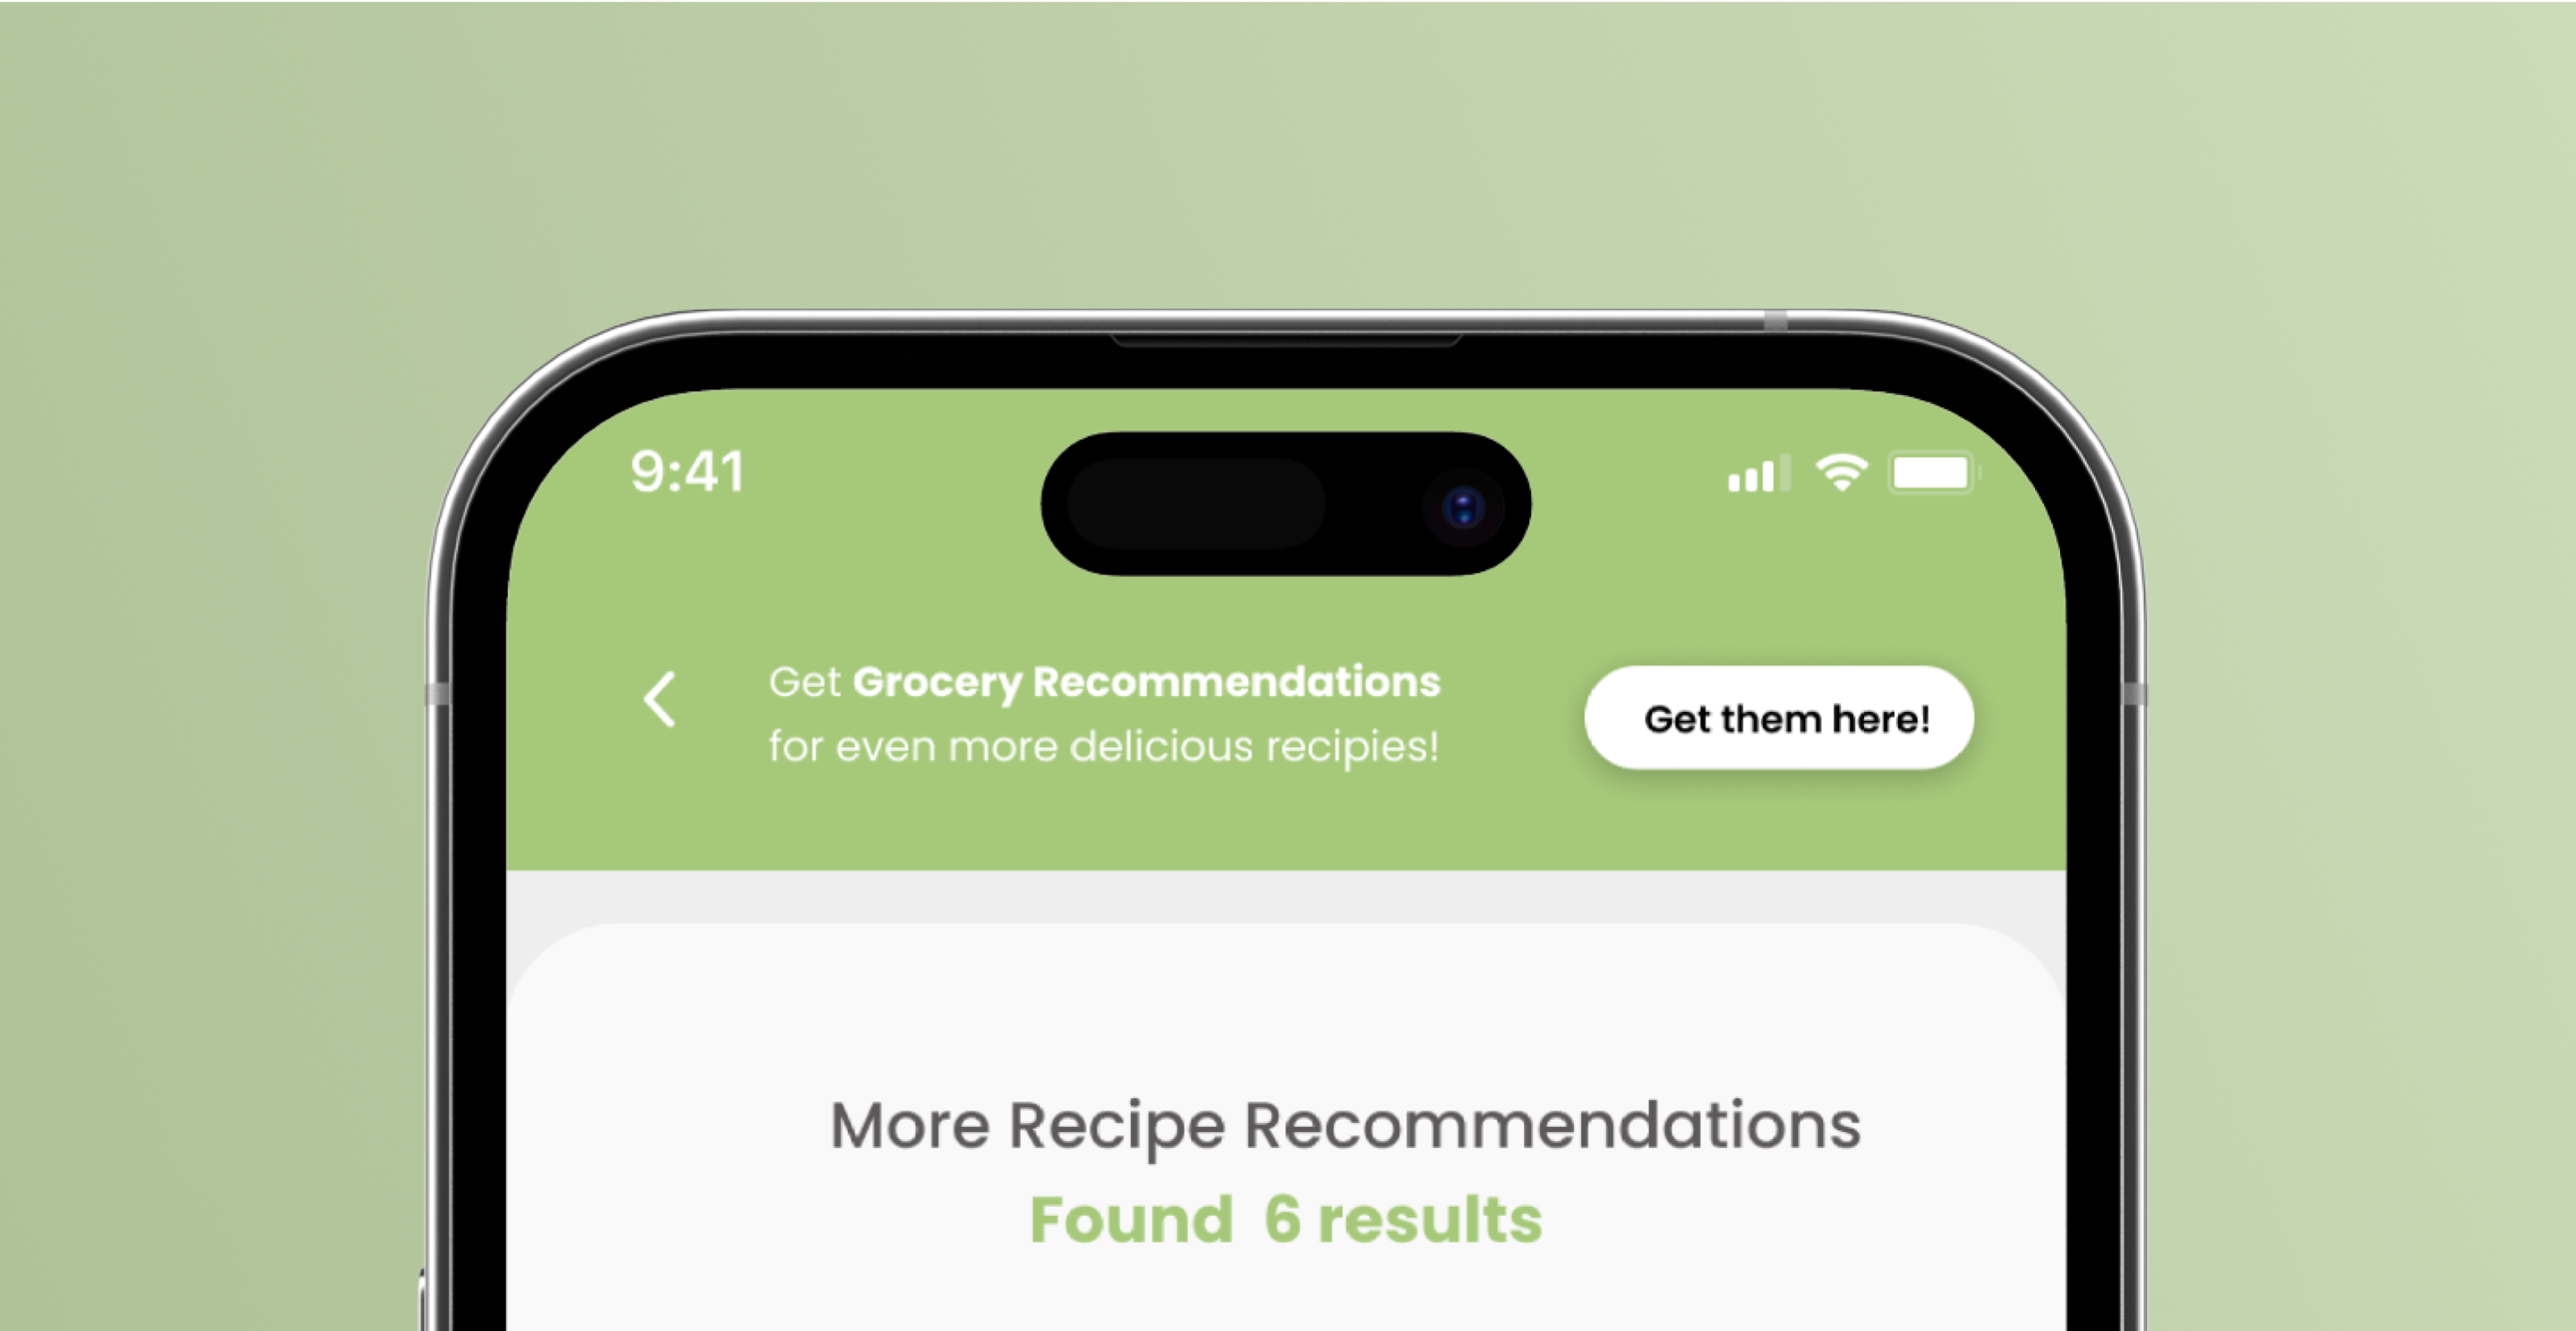 9:41
Get Grocery Recommendations
for even more delicious recipies!
Get them here!
More Recipe Recommendations
Found 6 results